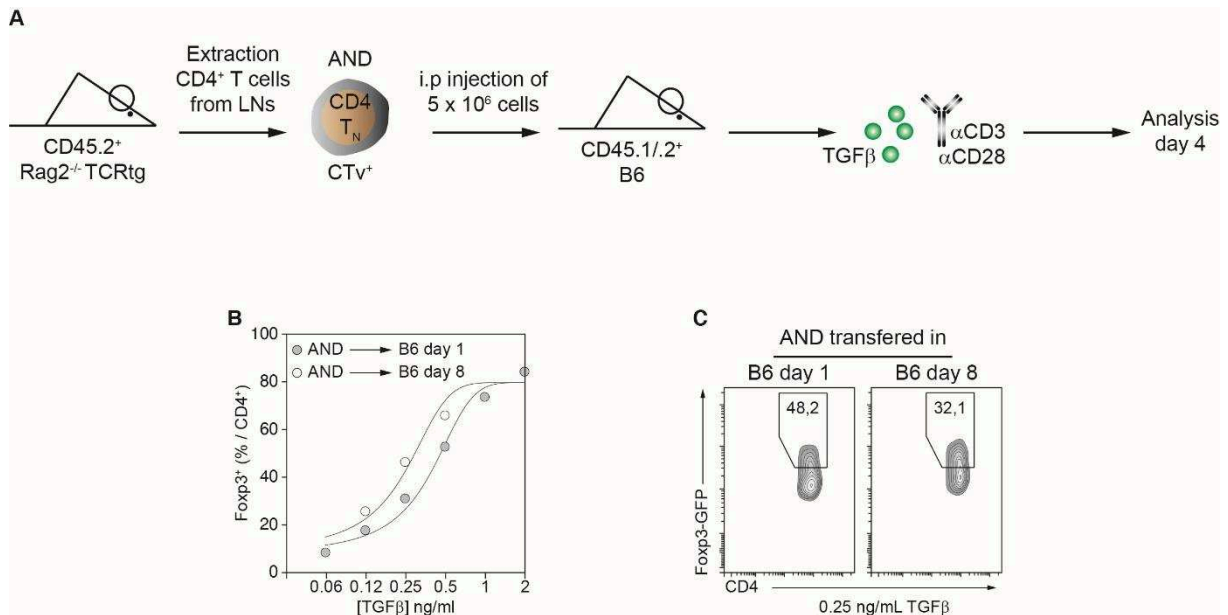 A
Extraction
CD4+ T cells
from LNs
AND
CD4
TN
CTv+
i.p injection of
5 x 10⁶ cells
CD45.2+
Rag2-/- TCRtg
CD45.1/.2+
B6
TGFβ
αCD3
αCD28
Analysis
day 4
B
Foxp3+ (% / CD4+)
100
80
60
40
20
0
AND B6 day 1
AND B6 day 8
0.06 0.12 0.25 0.5 1 2
[TGFβ] ng/ml
C
AND transfered in
B6 day 1 B6 day 8
48,2 32,1
Foxp3-GFP
CD4
0.25 ng/mL TGFβ